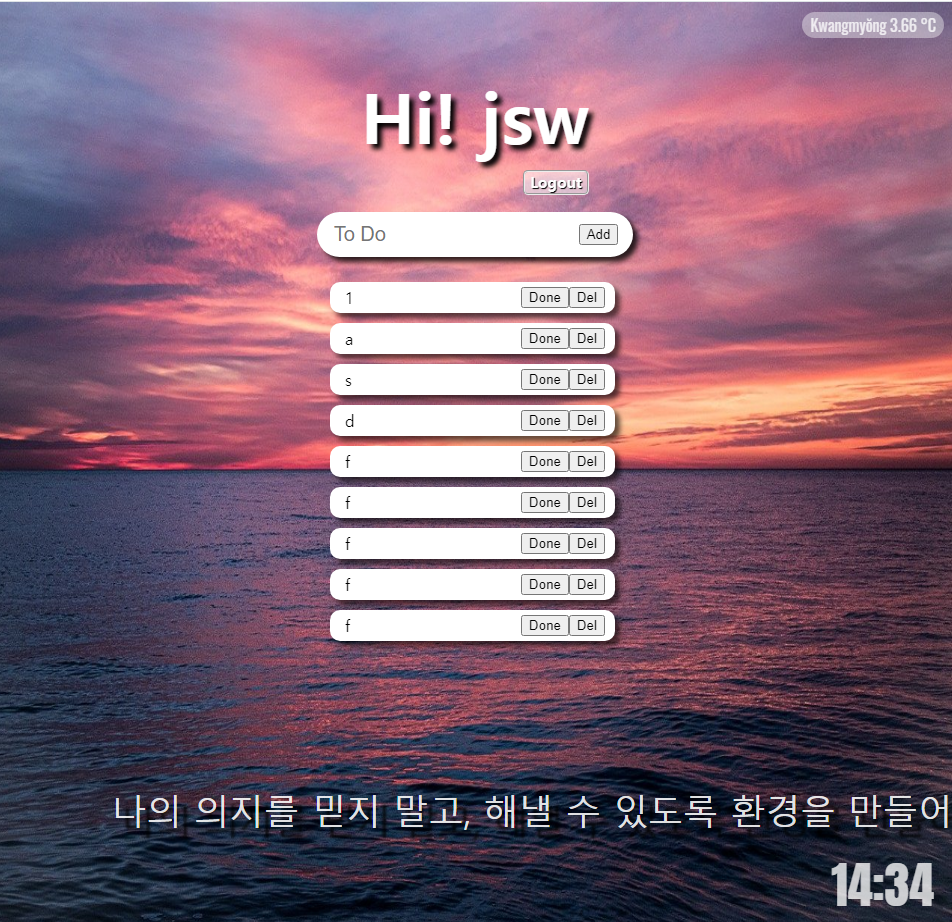 Kwangmyŏng 3.66 °C
Hi! jsw
Logout
To Do Add
1 Done Del
a Done Del
s Done Del
d Done Del
f Done Del
f Done Del
f Done Del
f Done Del
f Done Del
나의 의지를 믿지 말고, 해낼 수 있도록 환경을 만들어
14:34